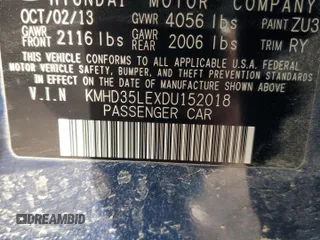 HYUNDAI MOTOR COMPANY
OCT/02/13 GVWR 4056 lbs PAINT ZU3
GAWR FRONT 2116 lbs GAWR REAR 2006 lbs TRIM RY
THIS VEHICLE CONFORMS TO ALL APPLICABLE
FEDERAL MOTOR VEHICLE SAFETY, BUMPER,
AND THEFT PREVENTION STANDARDS IN
EFFECT ON THE DATE OF MANUFACTURE
V.I.N KMHD35LEXDU152018
PASSENGER CAR
DREAMBID